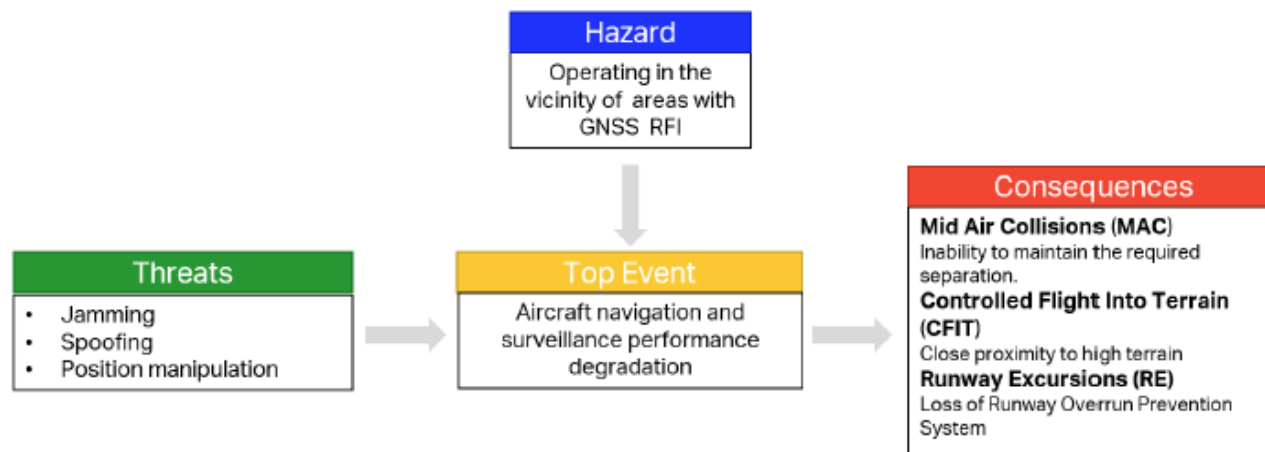 Hazard
Operating in the
vicinity of areas with
GNSS RFI
Threats
• Jamming
• Spoofing
• Position manipulation
Top Event
Aircraft navigation and
surveillance performance
degradation
Consequences
Mid Air Collisions (MAC)
Inability to maintain the required
separation.
Controlled Flight Into Terrain
(CFIT)
Close proximity to high terrain
Runway Excursions (RE)
Loss of Runway Overrun Prevention
System